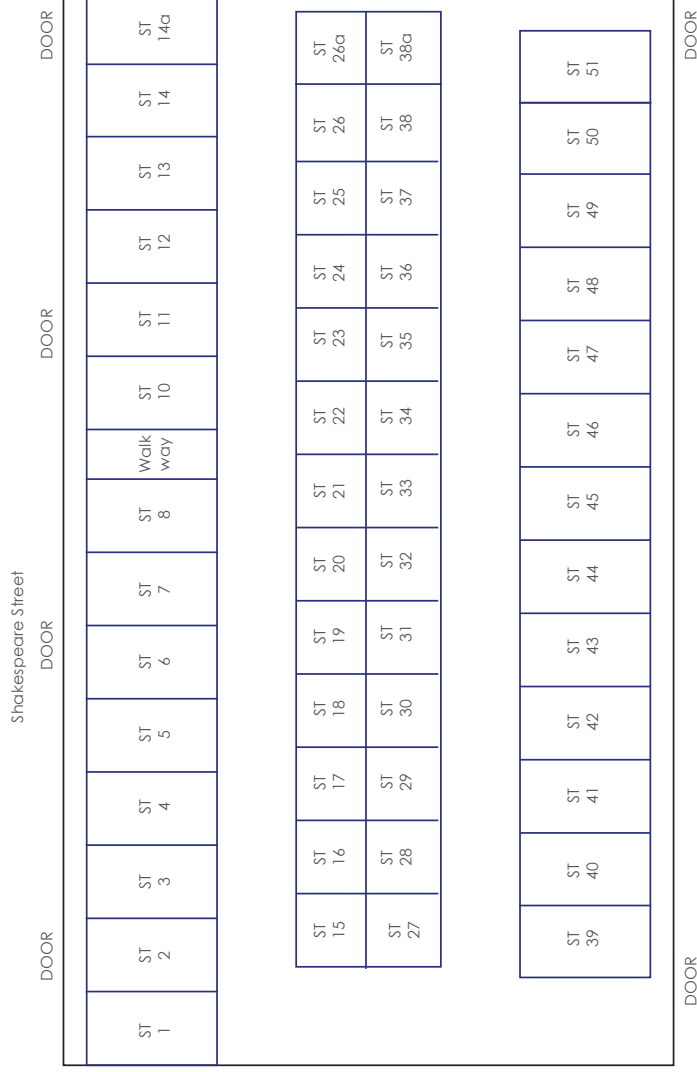 Shakespeare Street
DOOR
DOOR
DOOR
DOOR
ST
1
ST
2
ST
3
ST
4
ST
5
ST
6
ST
7
ST
8
Walk
way
ST
10
ST
11
ST
12
ST
13
ST
14
ST
14a
ST
15
ST
16
ST
17
ST
18
ST
19
ST
20
ST
21
ST
22
ST
23
ST
24
ST
25
ST
26
ST
26a
ST
27
ST
28
ST
29
ST
30
ST
31
ST
32
ST
33
ST
34
ST
35
ST
36
ST
37
ST
38
ST
38a
ST
39
ST
40
ST
41
ST
42
ST
43
ST
44
ST
45
ST
46
ST
47
ST
48
ST
49
ST
50
ST
51
DOOR
DOOR